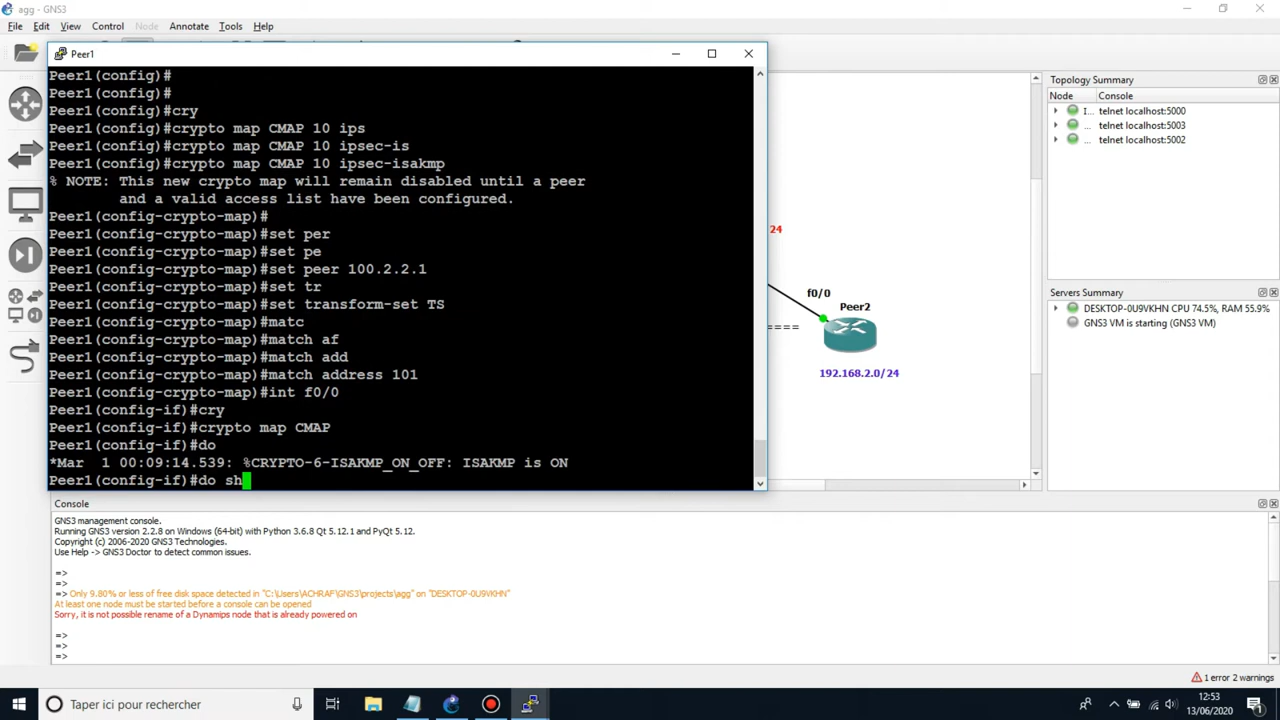 agg - GNS3
File Edit View Control Node Annotate Tools Help
Peer1
Peer1(config)#
Peer1(config)#
Peer1(config)#cry
Peer1(config)#crypto map CMAP 10 ips
Peer1(config)#crypto map CMAP 10 ipsec-is
Peer1(config)#crypto map CMAP 10 ipsec-isakmp
% NOTE: This new crypto map will remain disabled until a peer
and a valid access list have been configured.
Peer1(config-crypto-map)#
Peer1(config-crypto-map)#set per
Peer1(config-crypto-map)#set pe
Peer1(config-crypto-map)#set peer 100.2.2.1
Peer1(config-crypto-map)#set tr
Peer1(config-crypto-map)#set transform-set TS
Peer1(config-crypto-map)#matc
Peer1(config-crypto-map)#match af
Peer1(config-crypto-map)#match add
Peer1(config-crypto-map)#match address 101
Peer1(config-crypto-map)#int f0/0
Peer1(config-if)#cry
Peer1(config-if)#crypto map CMAP
Peer1(config-if)#do
*Mar  1 00:09:14.539: %CRYPTO-6-ISAKMP_ON_OFF: ISAKMP is ON
Peer1(config-if)#do sh
24
f0/0
Peer2
====
192.168.2.0/24
Topology Summary
Node Console
I... telnet localhost:5000
... telnet localhost:5003
... telnet localhost:5002
Servers Summary
DESKTOP-0U9VKHN CPU 74.5%, RAM 55.9%
GNS3 VM is starting (GNS3 VM)
Console
GNS3 management console.
Running GNS3 version 2.2.8 on Windows (64-bit) with Python 3.6.8 Qt 5.12.1 and PyQt 5.12.
Copyright (c) 2006-2020 GNS3 Technologies.
Use Help -> GNS3 Doctor to detect common issues.
=>
=>
=> Only 9.80% or less of free disk space detected in "C:\Users\ACHRAF\GNS3\projects\agg" on "DESKTOP-0U9VKHN"
At least one node must be started before a console can be opened
Sorry, it is not possible rename of a Dynamips node that is already powered on
=>
=>
=>
1 error 2 warnings
Taper ici pour rechercher
12:53
13/06/2020
1